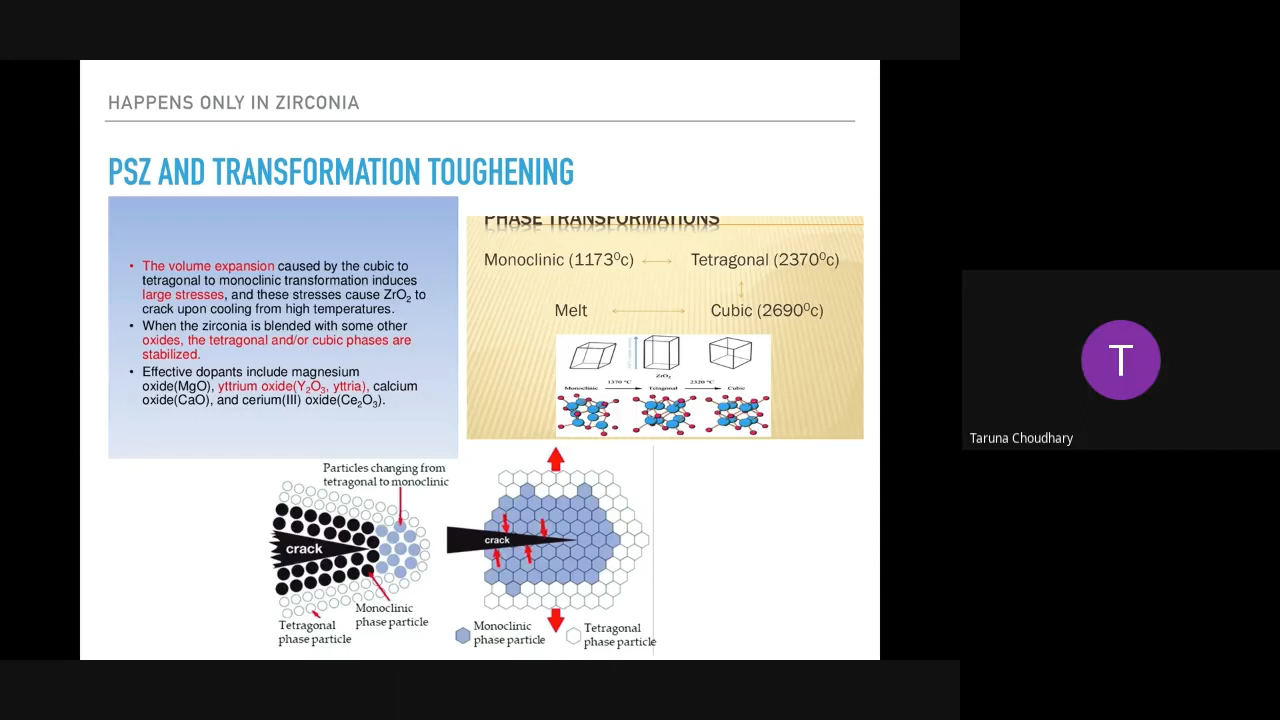 HAPPENS ONLY IN ZIRCONIA
PSZ AND TRANSFORMATION TOUGHENING
• The volume expansion caused by the cubic to
tetragonal to monoclinic transformation induces
large stresses, and these stresses cause ZrO₂ to
crack upon cooling from high temperatures.
• When the zirconia is blended with some other
oxides, the tetragonal and/or cubic phases are
stabilized.
• Effective dopants include magnesium
oxide(MgO), yttrium oxide(Y₂O₃, yttria), calcium
oxide(CaO), and cerium(III) oxide(Ce₂O₃).
PHASE TRANSFORMATIONS
Monoclinic (1173⁰c) Tetragonal (2370⁰c)
Melt Cubic (2690⁰c)
ZrO₂
1370 °C 2320 °C
Monoclinic Tetragonal Cubic
Particles changing from
tetragonal to monoclinic
crack
Monoclinic
phase particle
Tetragonal
phase particle
crack
Monoclinic
phase particle
Tetragonal
phase particle
T
Taruna Choudhary